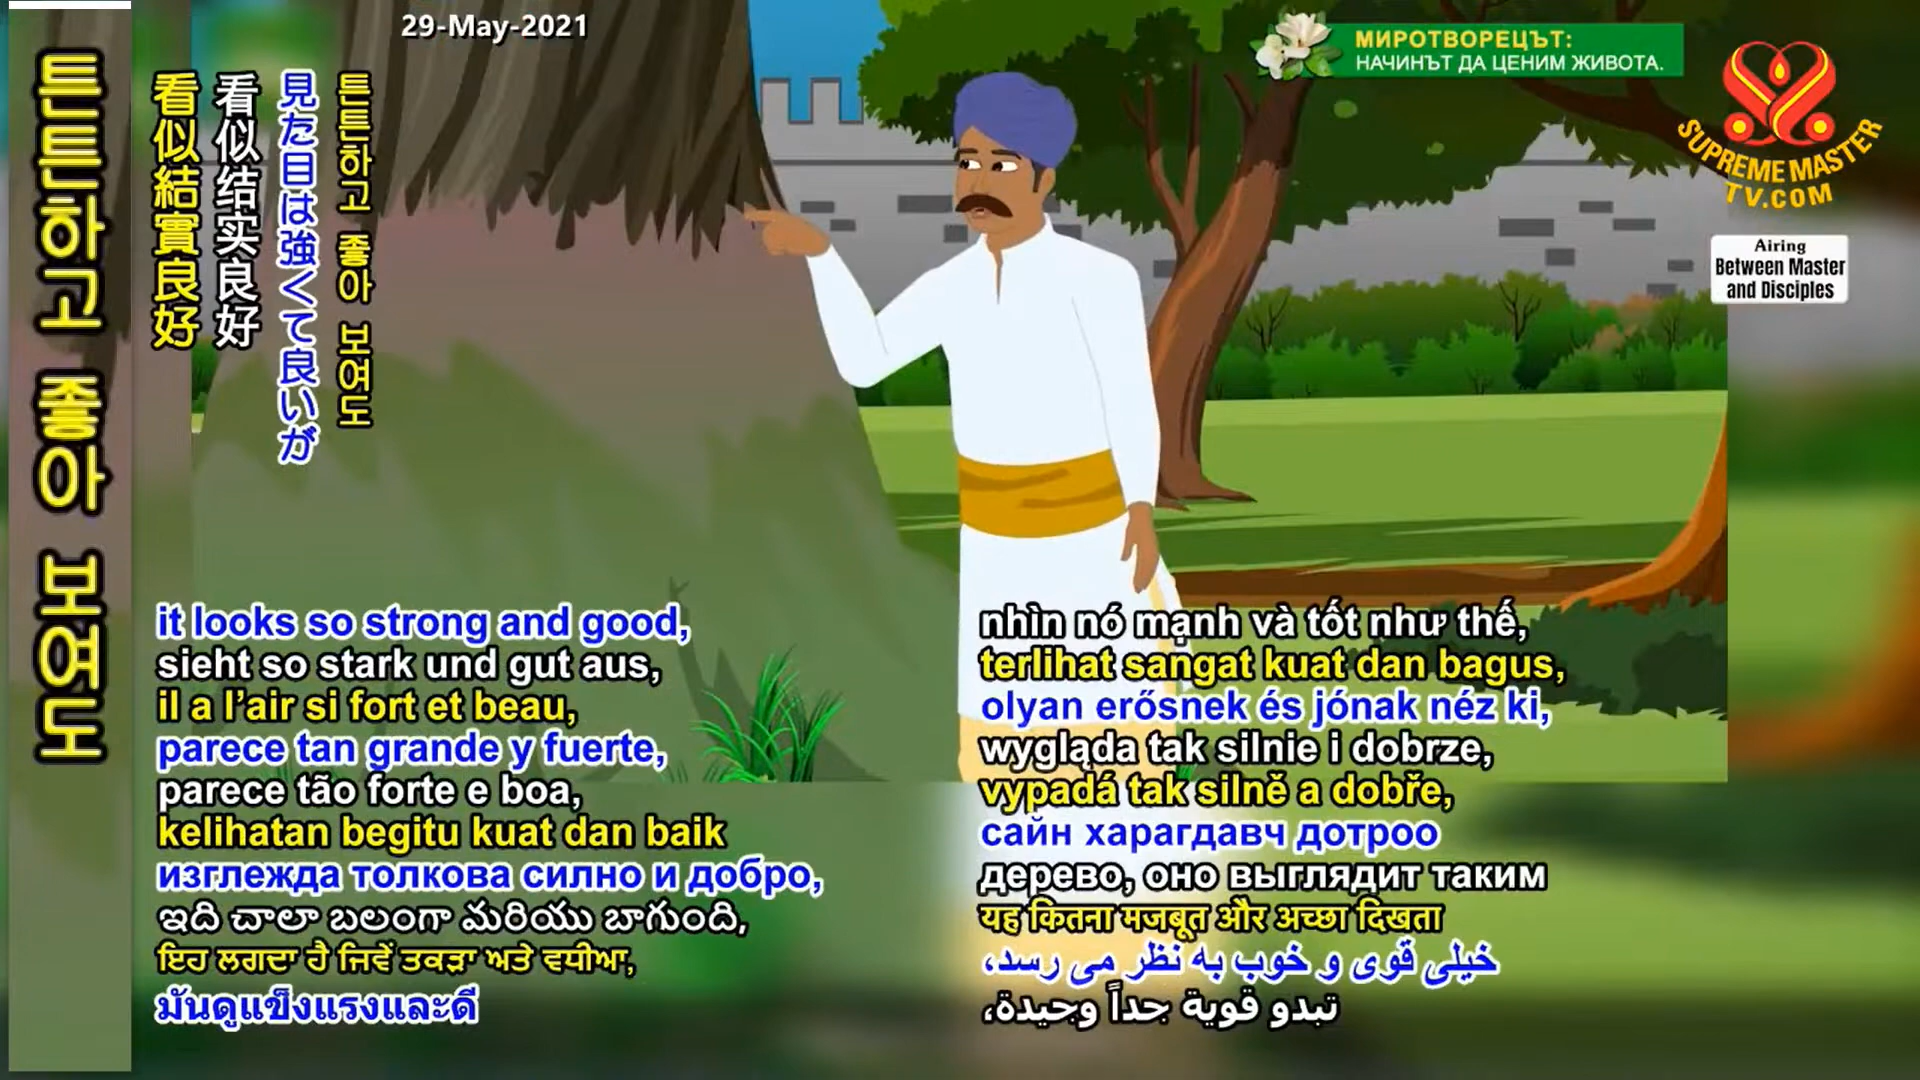 29-May-2021
МИРОТВОРЕЦЪТ:
НАЧИНЪТ ДА ЦЕНИМ ЖИВОТА.
SUPREME MASTER
TV.COM
Airing
Between Master
and Disciples
튼튼하고 좋아 보여도
看似結實良好
看似结实良好
見た目は強くて良いが
튼튼하고 좋아 보여도
it looks so strong and good,
sieht so stark und gut aus,
il a l’air si fort et beau,
parece tan grande y fuerte,
parece tão forte e boa,
kelihatan begitu kuat dan baik
изглежда толкова силно и добро,
ఇది చాలా బలంగా మరియు బాగుంది,
ਇਹ ਲਗਦਾ ਹੈ ਜਿਵੇਂ ਤਕੜਾ ਅਤੇ ਵਧੀਆ,
มันดูแข็งแรงและดี
nhìn nó mạnh và tốt như thế,
terlihat sangat kuat dan bagus,
olyan erősnek és jónak néz ki,
wygląda tak silnie i dobrze,
vypadá tak silně a dobře,
сайн харагдавч дотроо
дерево, оно выглядит таким
यह कितना मजबूत और अच्छा दिखता
خیلی قوی و خوب به نظر می رسد،
تبدو قوية جداً وجيدة،